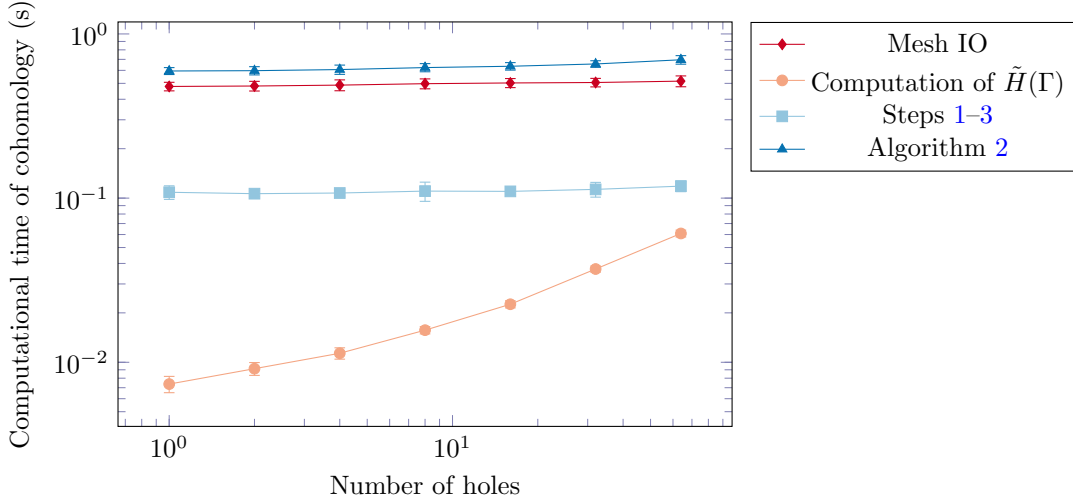 Computational time of cohomology (s)
10^0
10^{-1}
10^{-2}
10^0
10^1
Number of holes
Mesh IO
Computation of H̃(Γ)
Steps 1–3
Algorithm 2